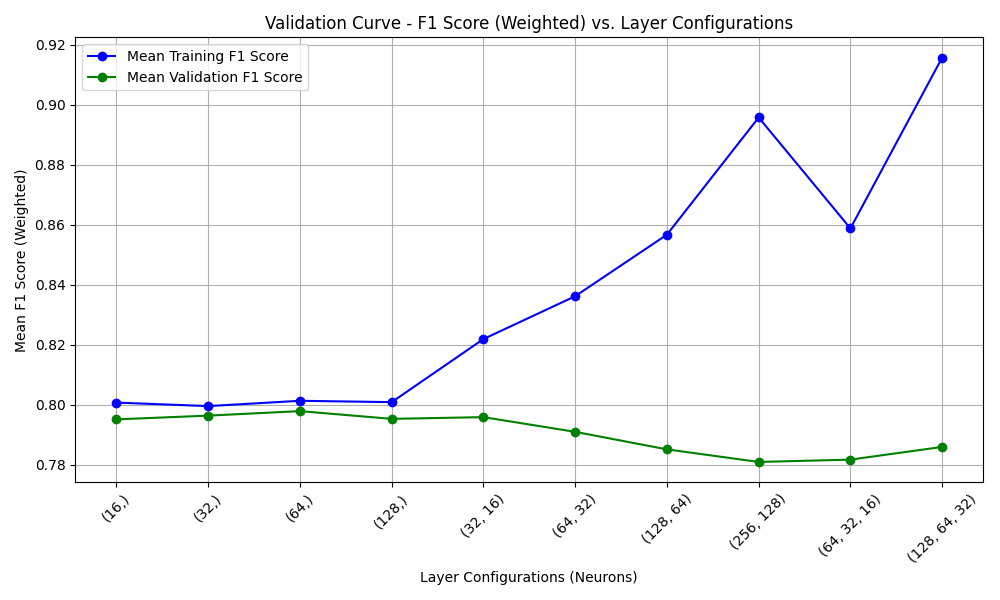 Validation Curve - F1 Score (Weighted) vs. Layer Configurations
Mean Training F1 Score
Mean Validation F1 Score
Mean F1 Score (Weighted)
0.92
0.90
0.88
0.86
0.84
0.82
0.80
0.78
(16,)
(32,)
(64,)
(128,)
(32, 16)
(64, 32)
(128, 64)
(256, 128)
(64, 32, 16)
(128, 64, 32)
Layer Configurations (Neurons)